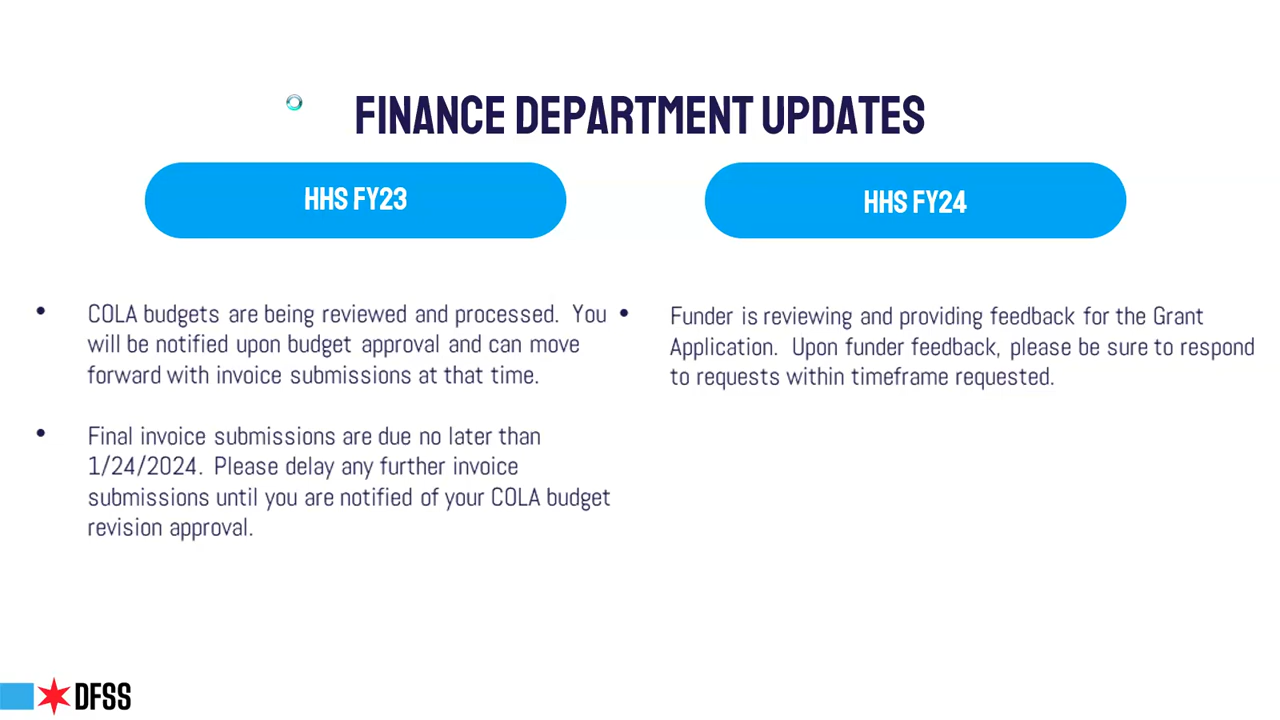 FINANCE DEPARTMENT UPDATES
HHS FY23
• COLA budgets are being reviewed and processed. You
will be notified upon budget approval and can move
forward with invoice submissions at that time.
• Final invoice submissions are due no later than
1/24/2024. Please delay any further invoice
submissions until you are notified of your COLA budget
revision approval.
HHS FY24
• Funder is reviewing and providing feedback for the Grant
Application. Upon funder feedback, please be sure to respond
to requests within timeframe requested.
DFSS